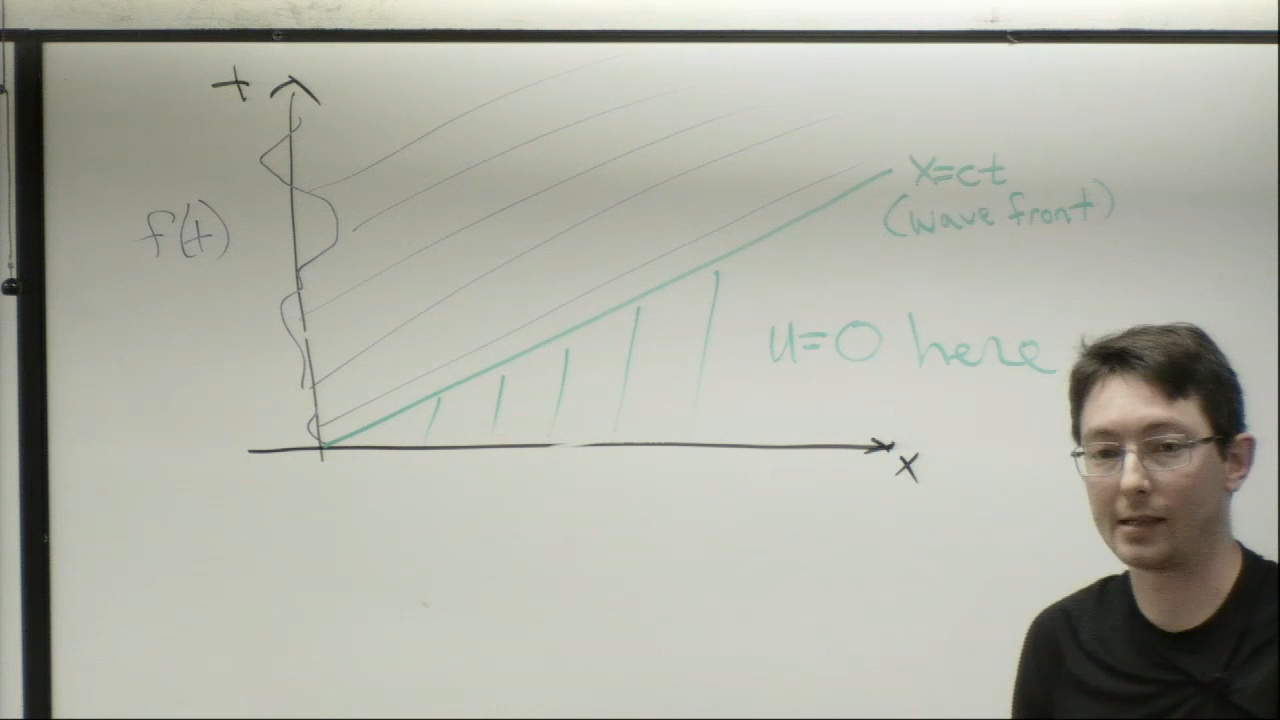 t
f(t)
x=ct
(wave front)
u=0 here
x